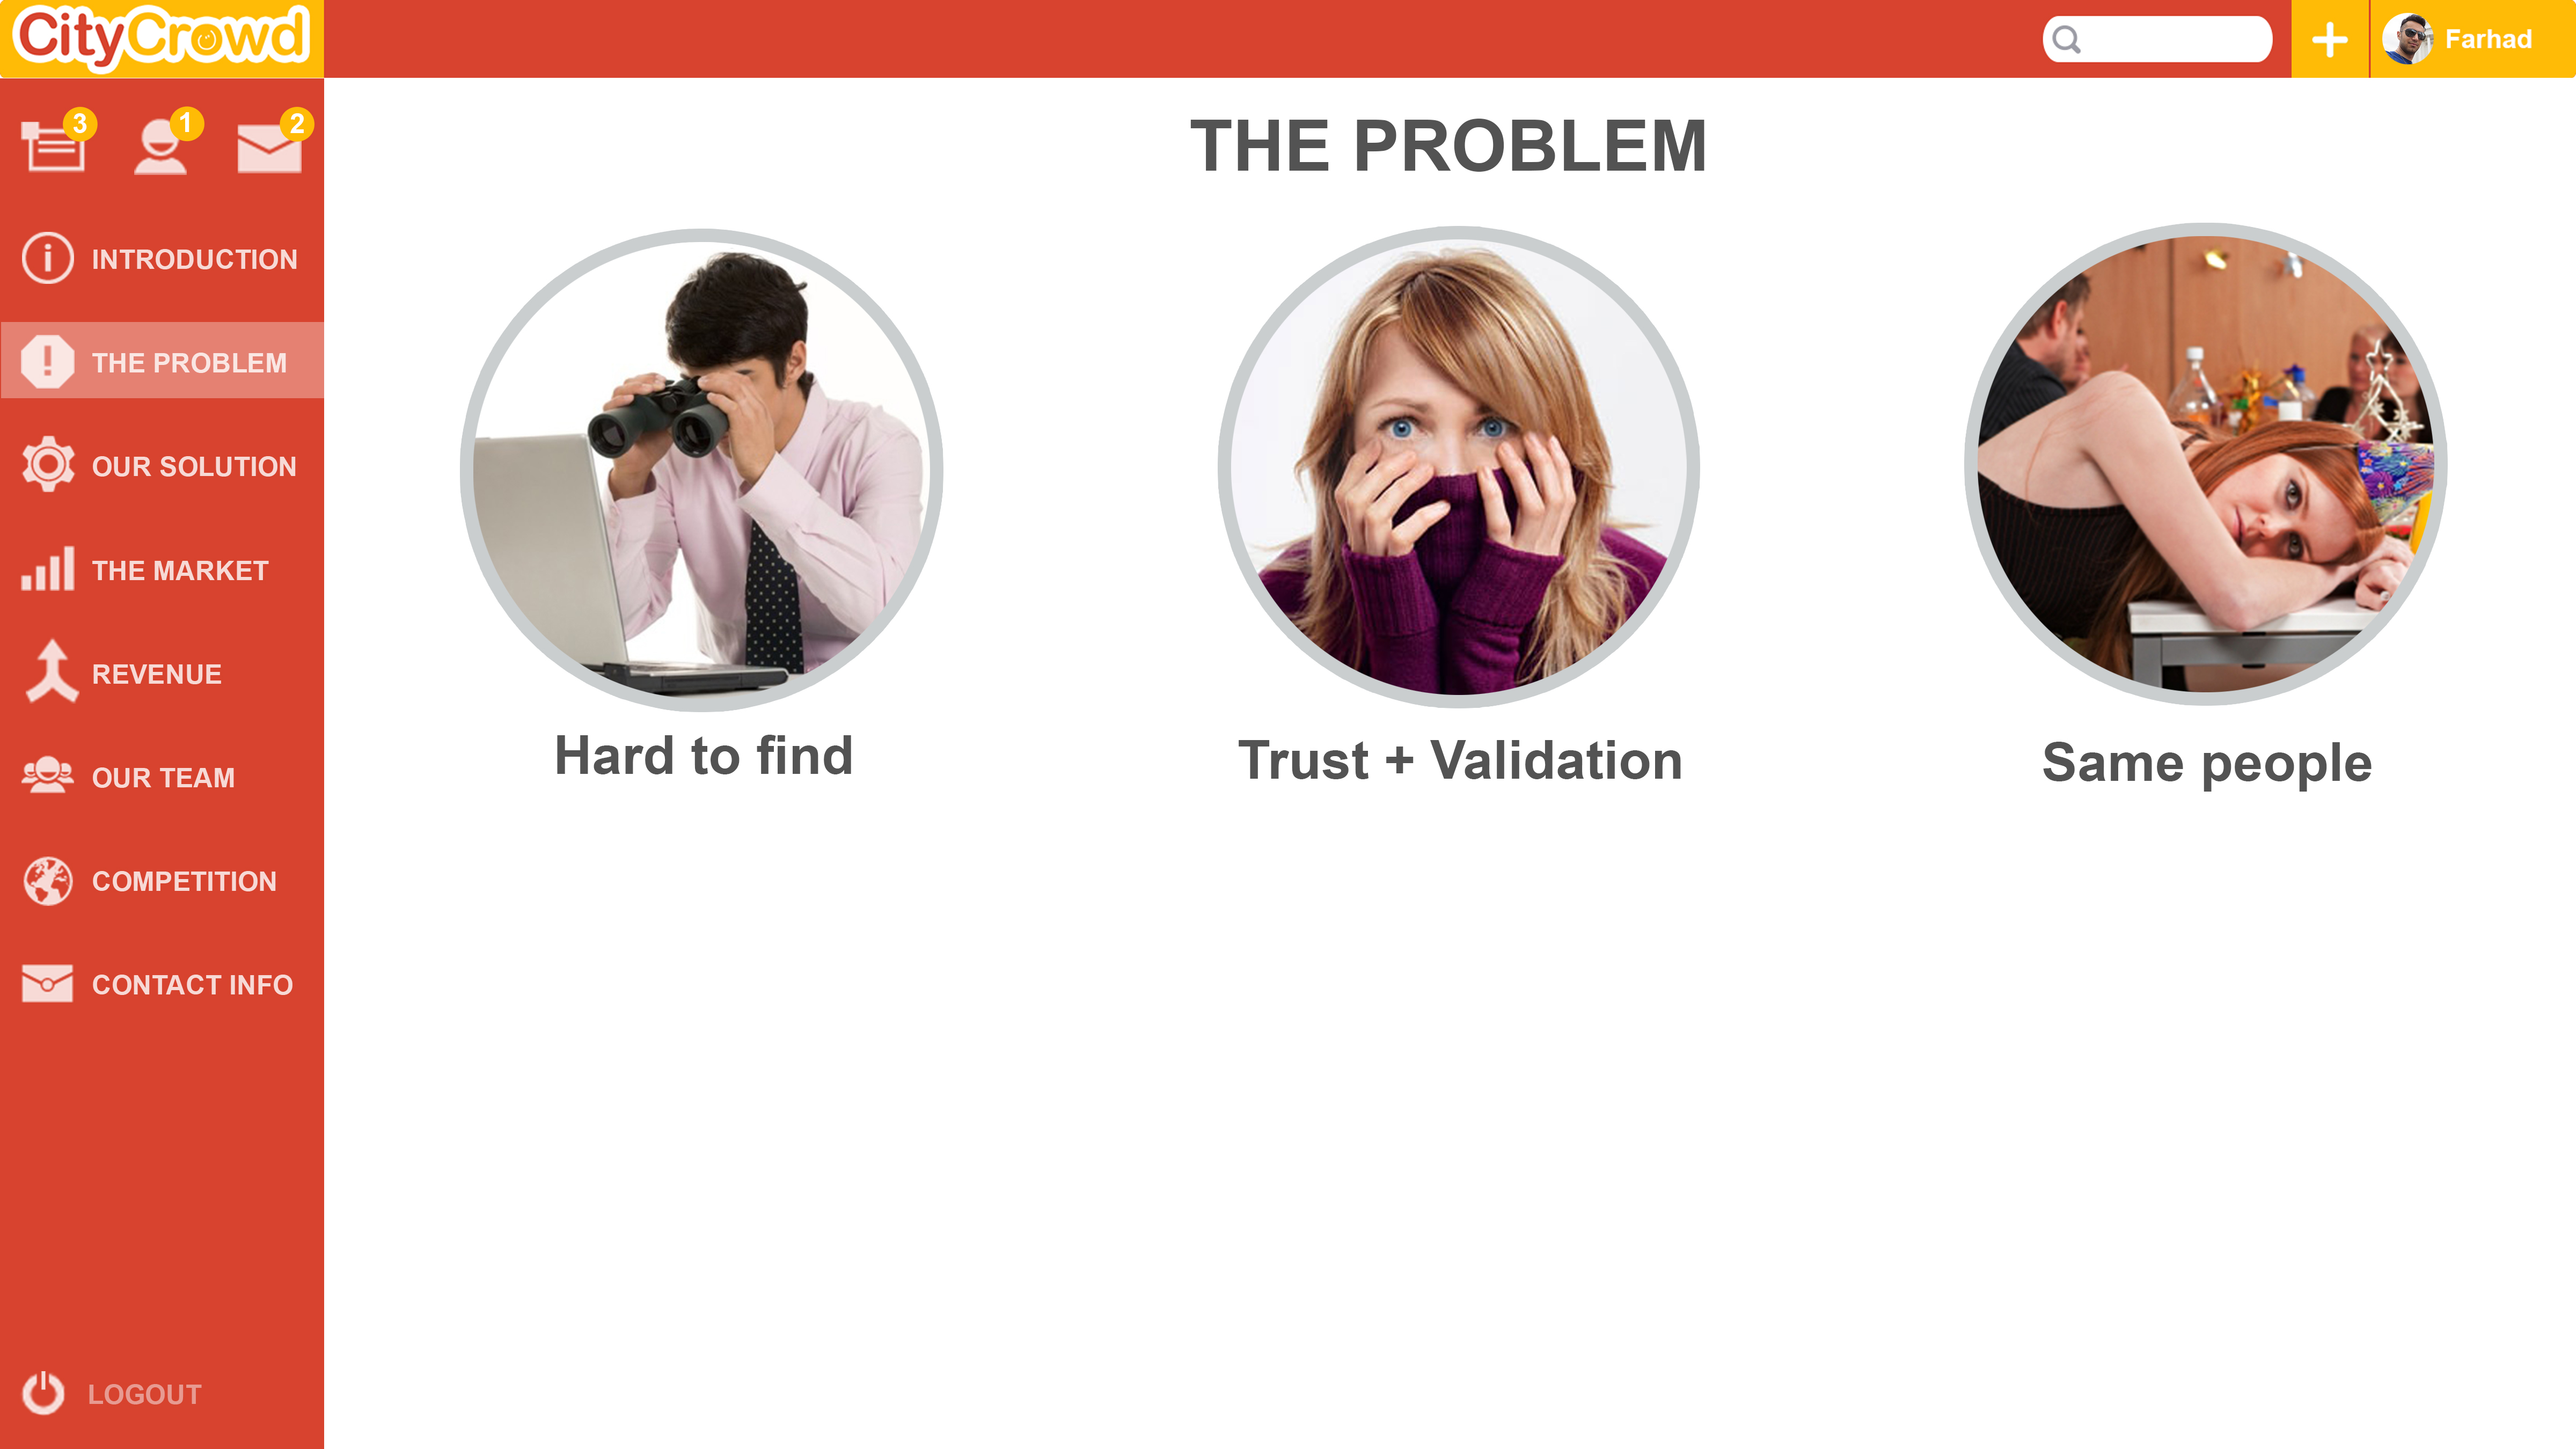 CityCrowd
Farhad
3
1
2
INTRODUCTION
THE PROBLEM
OUR SOLUTION
THE MARKET
REVENUE
OUR TEAM
COMPETITION
CONTACT INFO
LOGOUT
THE PROBLEM
Hard to find
Trust + Validation
Same people